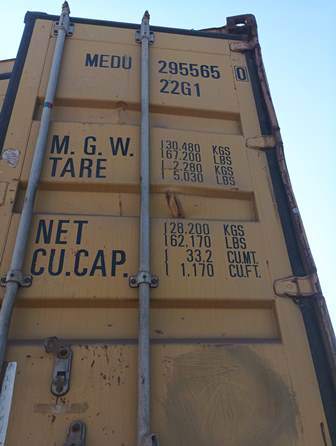 MEDU 295565 0
22G1
M.G.W. 30.480 KGS
67.200 LBS
TARE 2.280 KGS
5.030 LBS
NET 28.200 KGS
62.170 LBS
CU.CAP. 33,2 CU.MT.
1.170 CU.FT.